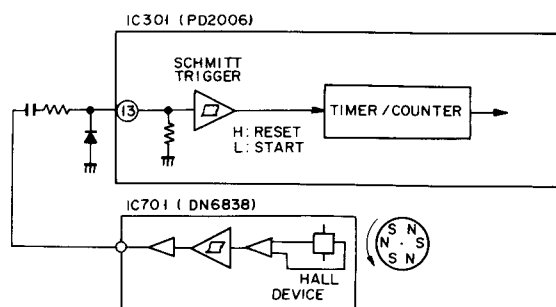 IC301 (PD2006)
SCHMITT
TRIGGER
13
TIMER/COUNTER
H: RESET
L: START
IC701 (DN6838)
HALL
DEVICE
S N
N S
S N